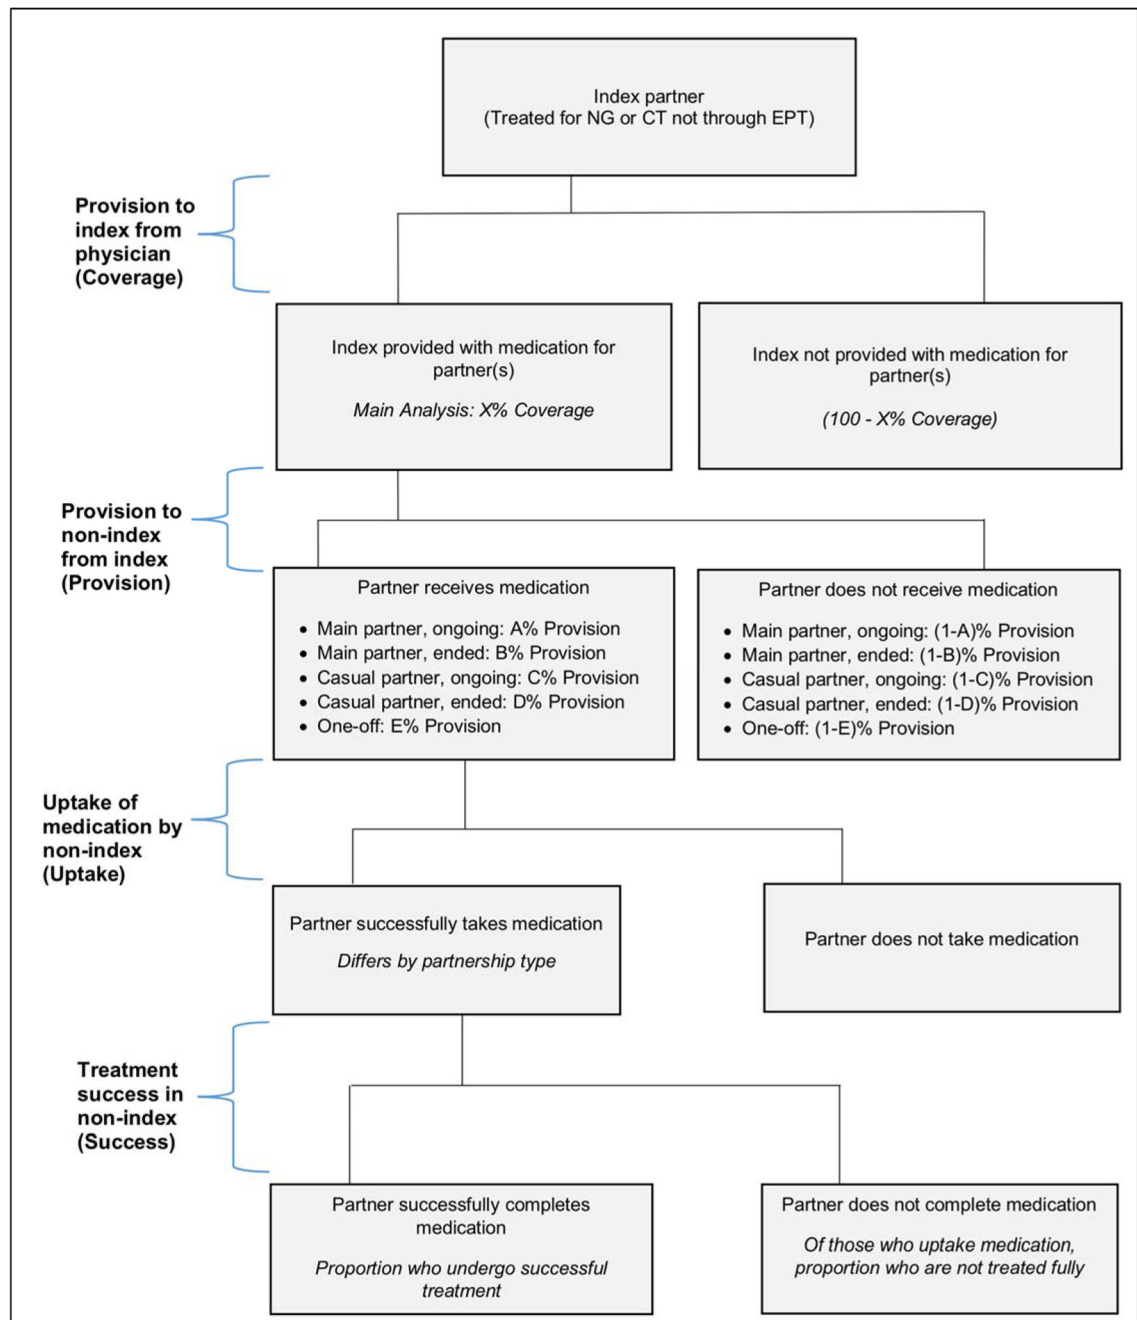 Index partner
(Treated for NG or CT not through EPT)
Provision to
index from
physician
(Coverage)
Index provided with medication for
partner(s)
Main Analysis: X% Coverage
Index not provided with medication for
partner(s)
(100 - X% Coverage)
Provision to
non-index
from index
(Provision)
Partner receives medication
• Main partner, ongoing: A% Provision
• Main partner, ended: B% Provision
• Casual partner, ongoing: C% Provision
• Casual partner, ended: D% Provision
• One-off: E% Provision
Partner does not receive medication
• Main partner, ongoing: (1-A)% Provision
• Main partner, ended: (1-B)% Provision
• Casual partner, ongoing: (1-C)% Provision
• Casual partner, ended: (1-D)% Provision
• One-off: (1-E)% Provision
Uptake of
medication by
non-index
(Uptake)
Partner successfully takes medication
Differs by partnership type
Partner does not take medication
Treatment
success in
non-index
(Success)
Partner successfully completes
medication
Proportion who undergo successful
treatment
Partner does not complete medication
Of those who uptake medication,
proportion who are not treated fully